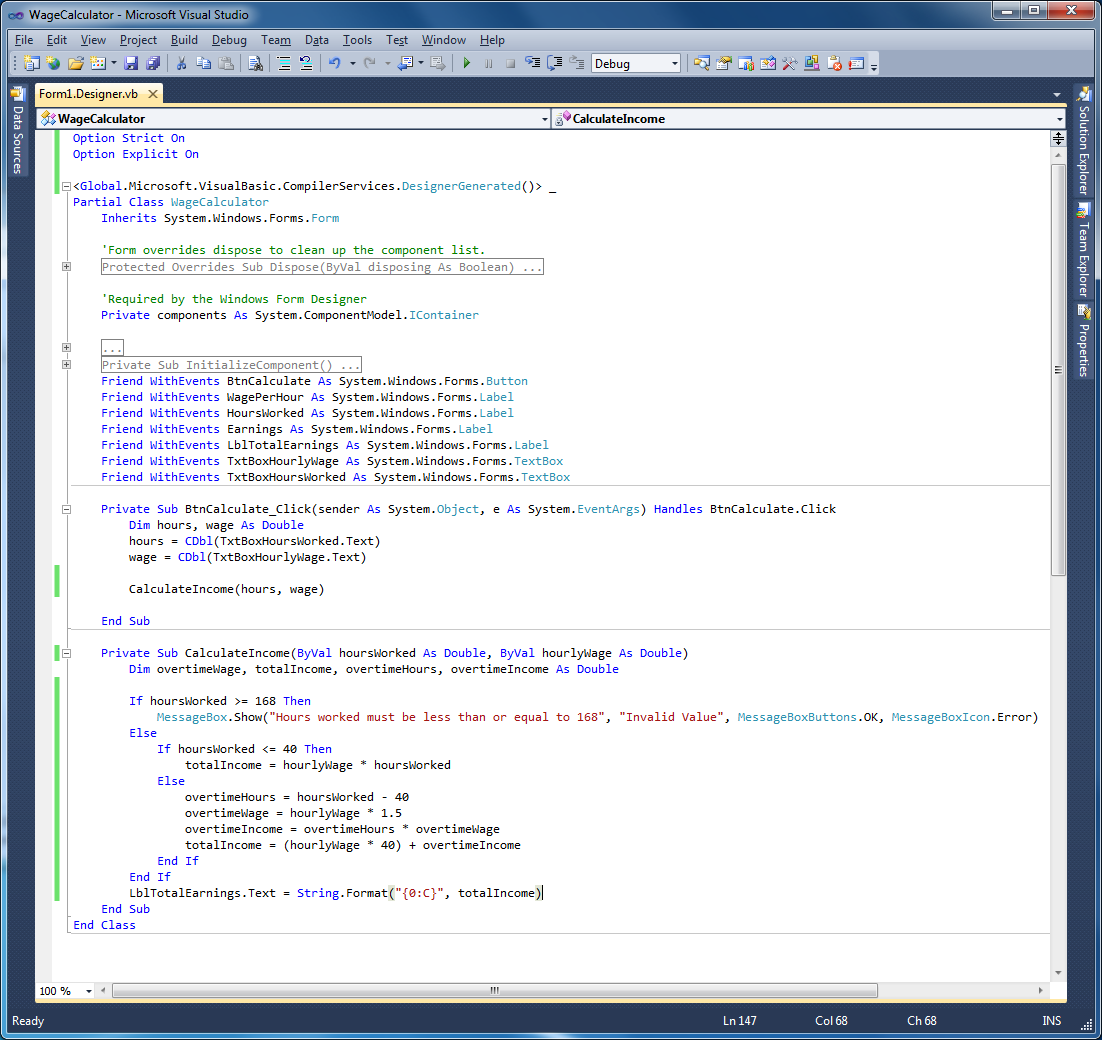 WageCalculator - Microsoft Visual Studio
File Edit View Project Build Debug Team Data Tools Test Window Help
Debug
Form1.Designer.vb
WageCalculator CalculateIncome
Data Sources
Solution Explorer
Team Explorer
Properties
Option Strict On
Option Explicit On
<Global.Microsoft.VisualBasic.CompilerServices.DesignerGenerated()> _
Partial Class WageCalculator
    Inherits System.Windows.Forms.Form
    'Form overrides dispose to clean up the component list.
    Protected Overrides Sub Dispose(ByVal disposing As Boolean) ...
    'Required by the Windows Form Designer
    Private components As System.ComponentModel.IContainer
    ...
    Private Sub InitializeComponent() ...
    Friend WithEvents BtnCalculate As System.Windows.Forms.Button
    Friend WithEvents WagePerHour As System.Windows.Forms.Label
    Friend WithEvents HoursWorked As System.Windows.Forms.Label
    Friend WithEvents Earnings As System.Windows.Forms.Label
    Friend WithEvents LblTotalEarnings As System.Windows.Forms.Label
    Friend WithEvents TxtBoxHourlyWage As System.Windows.Forms.TextBox
    Friend WithEvents TxtBoxHoursWorked As System.Windows.Forms.TextBox
    Private Sub BtnCalculate_Click(sender As System.Object, e As System.EventArgs) Handles BtnCalculate.Click
        Dim hours, wage As Double
        hours = CDbl(TxtBoxHoursWorked.Text)
        wage = CDbl(TxtBoxHourlyWage.Text)
        CalculateIncome(hours, wage)
    End Sub
    Private Sub CalculateIncome(ByVal hoursWorked As Double, ByVal hourlyWage As Double)
        Dim overtimeWage, totalIncome, overtimeHours, overtimeIncome As Double
        If hoursWorked >= 168 Then
            MessageBox.Show("Hours worked must be less than or equal to 168", "Invalid Value", MessageBoxButtons.OK, MessageBoxIcon.Error)
        Else
            If hoursWorked <= 40 Then
                totalIncome = hourlyWage * hoursWorked
            Else
                overtimeHours = hoursWorked - 40
                overtimeWage = hourlyWage * 1.5
                overtimeIncome = overtimeHours * overtimeWage
                totalIncome = (hourlyWage * 40) + overtimeIncome
            End If
        End If
        LblTotalEarnings.Text = String.Format("{0:C}", totalIncome)
    End Sub
End Class
100 %
Ready Ln 147 Col 68 Ch 68 INS